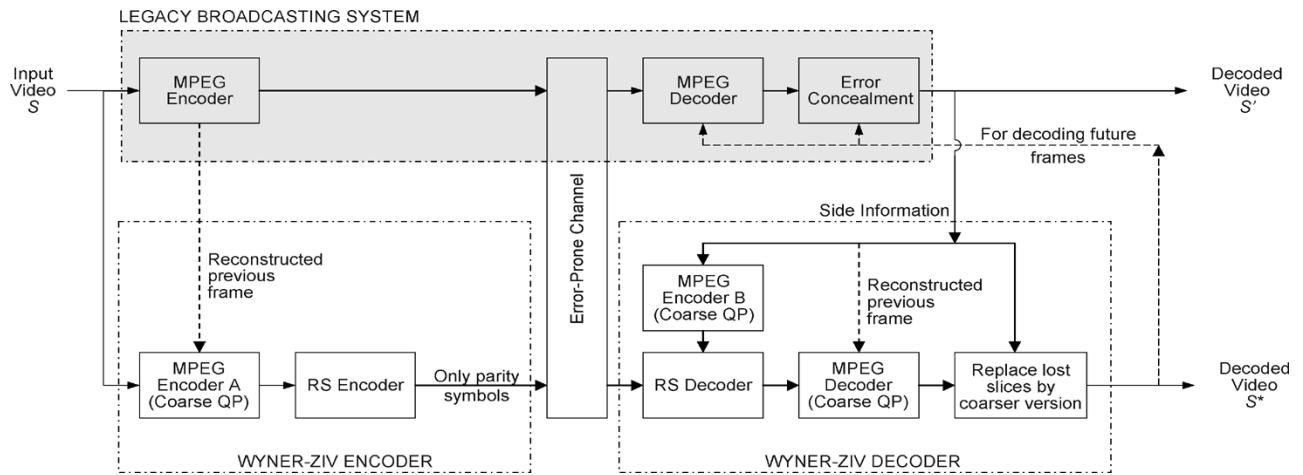 LEGACY BROADCASTING SYSTEM
Input
Video
S
MPEG
Encoder
MPEG
Decoder
Error
Concealment
Decoded
Video
S'
For decoding future
frames
Error-Prone Channel
Side Information
Reconstructed
previous
frame
MPEG
Encoder B
(Coarse QP)
Reconstructed
previous
frame
MPEG
Encoder A
(Coarse QP)
RS Encoder
Only parity
symbols
RS Decoder
MPEG
Decoder
(Coarse QP)
Replace lost
slices by
coarser version
Decoded
Video
S*
WYNER-ZIV ENCODER
WYNER-ZIV DECODER